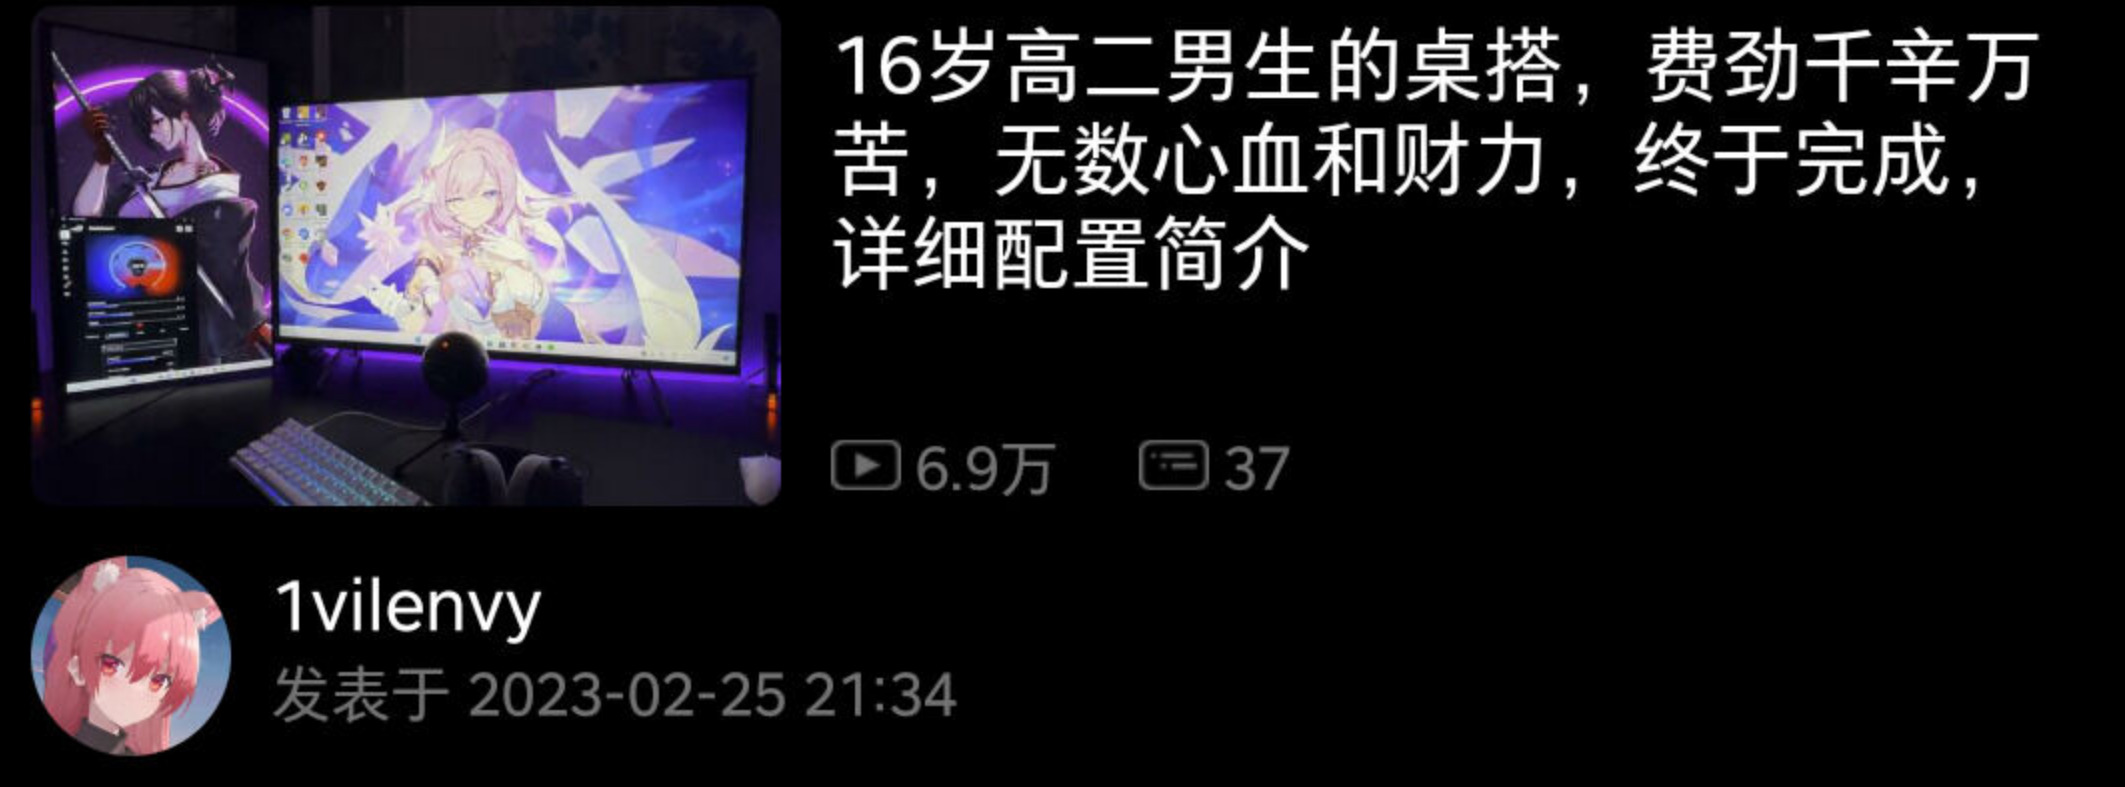 16岁高二男生的桌搭，费劲千辛万
苦，无数心血和财力，终于完成，
详细配置简介
6.9万 37
1vilenvy
发表于 2023-02-25 21:34